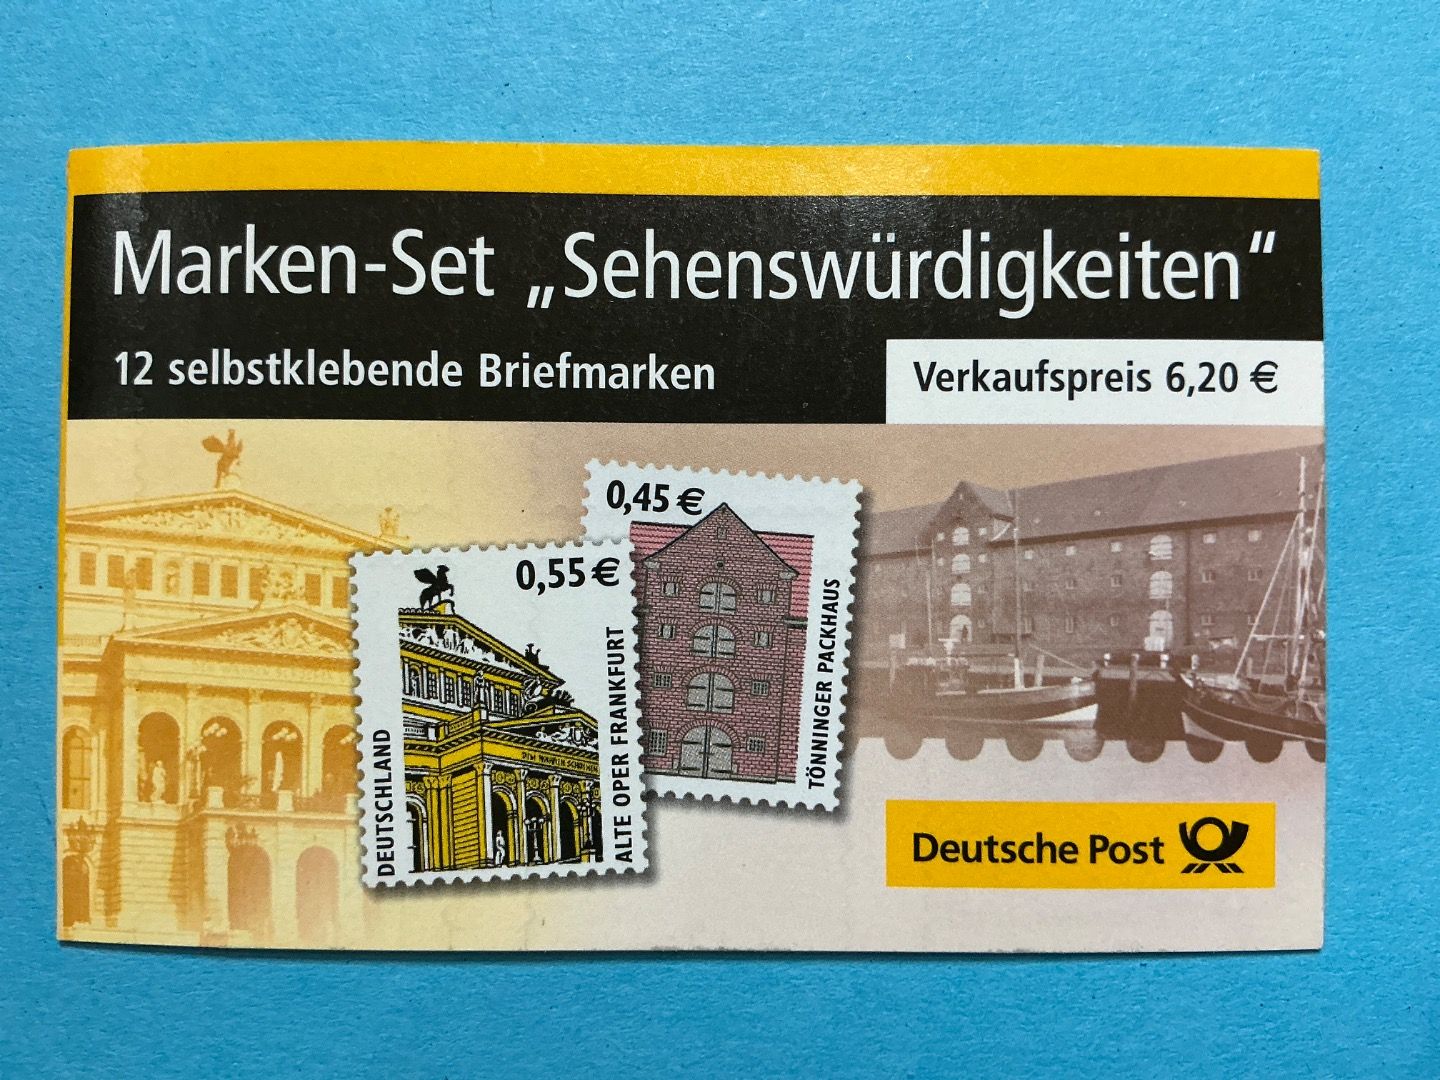 Marken-Set „Sehenswürdigkeiten“
12 selbstklebende Briefmarken
Verkaufspreis 6,20 €
0,45 €
TÖNNINGER PACKHAUS
0,55 €
DEUTSCHLAND
ALTE OPER FRANKFURT
Deutsche Post